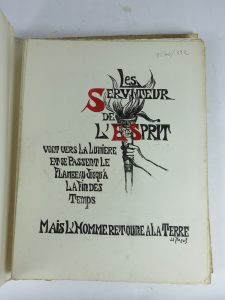 Les
Serviteur
de
L'Esprit
vont vers la Lumière
et se passent le
flambeau jusqu'à
la fin des
Temps
Mais l'Homme retourne a la Terre